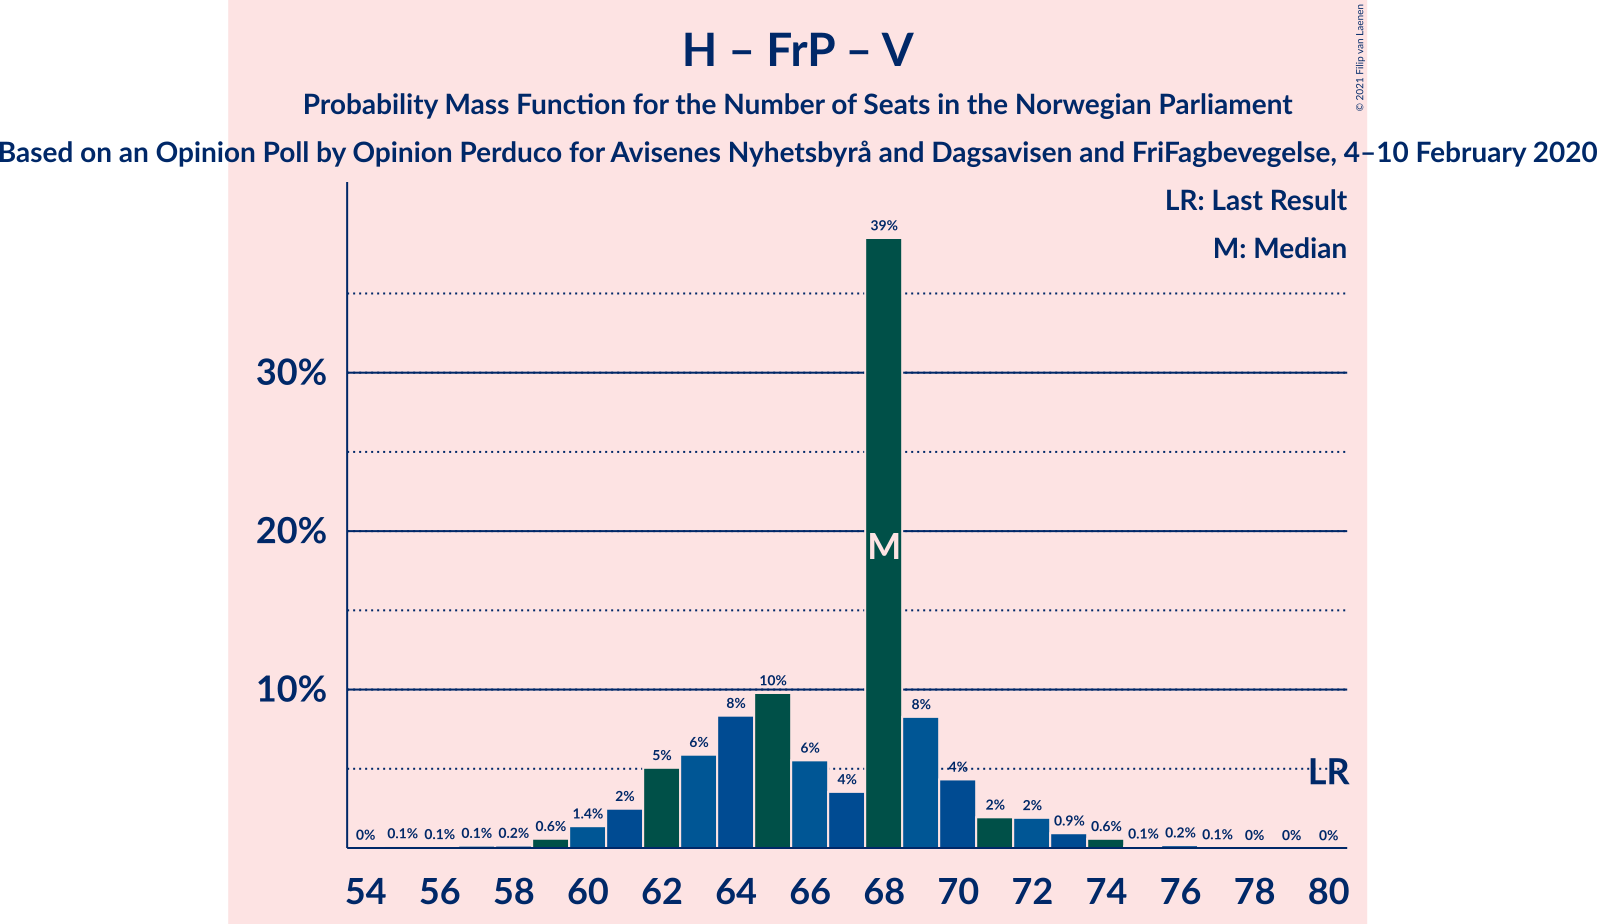 H – FrP – V
Probability Mass Function for the Number of Seats in the Norwegian Parliament
Based on an Opinion Poll by Opinion Perduco for Avisenes Nyhetsbyrå and Dagsavisen and FriFagbevegelse, 4–10 February 2020
© 2021 Filip van Laenen
LR: Last Result
M: Median
39%
30%
20%
M
10%
10%
8% 8%
6% 6%
5% 4% 4% LR
2% 2% 2%
1.4% 0.9%
0.6% 0.6%
0% 0.1% 0.1% 0.1% 0.2% 0.1% 0.2% 0.1% 0% 0% 0%
54 56 58 60 62 64 66 68 70 72 74 76 78 80